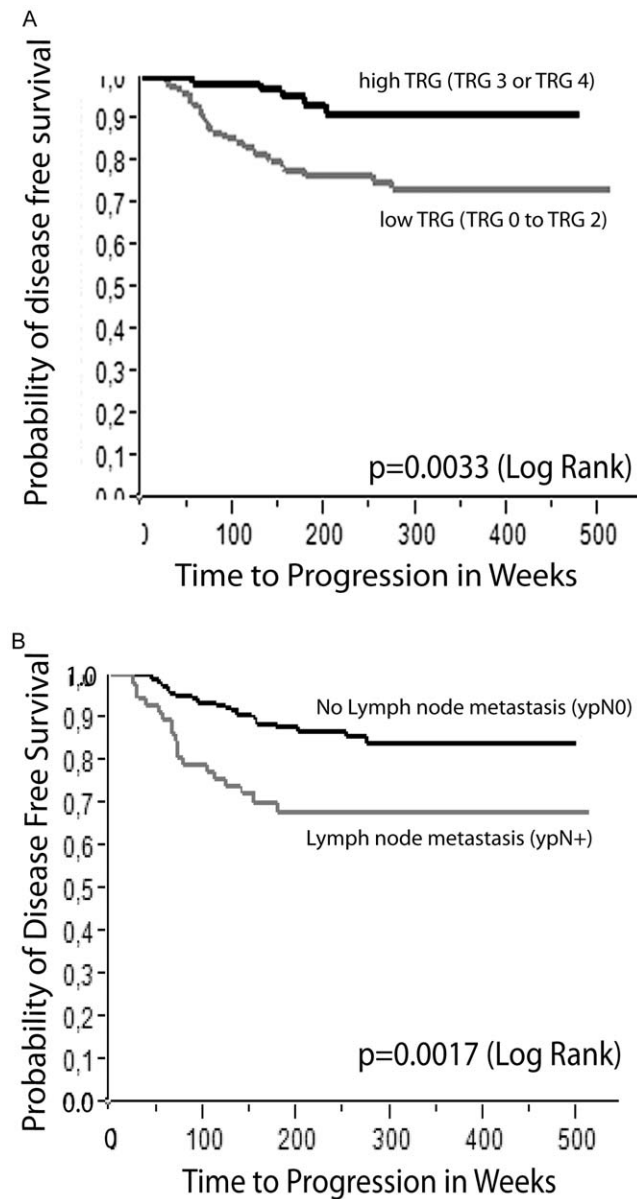 A
Probability of disease free survival
1,0
0,9
0,8
0,7
0,6
0,5
0,4
0,3
0,2
0,1
0.0
high TRG (TRG 3 or TRG 4)
low TRG (TRG 0 to TRG 2)
p=0.0033 (Log Rank)
100 200 300 400 500
Time to Progression in Weeks
B
Probability of Disease Free Survival
1.0
0,9
0,8
0,7
0,6
0,5
0,4
0,3
0,2
0,1
0.0
No Lymph node metastasis (ypN0)
Lymph node metastasis (ypN+)
p=0.0017 (Log Rank)
0 100 200 300 400 500
Time to Progression in Weeks